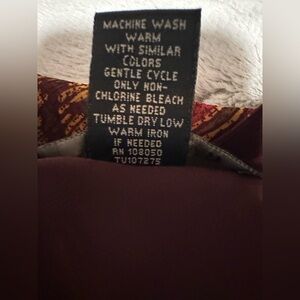 MACHINE WASH
WARM
WITH SIMILAR
COLORS
GENTLE CYCLE
ONLY NON-
CHLORINE BLEACH
AS NEEDED
TUMBLE DRY LOW
WARM IRON
IF NEEDED
RN 108050
TU107275